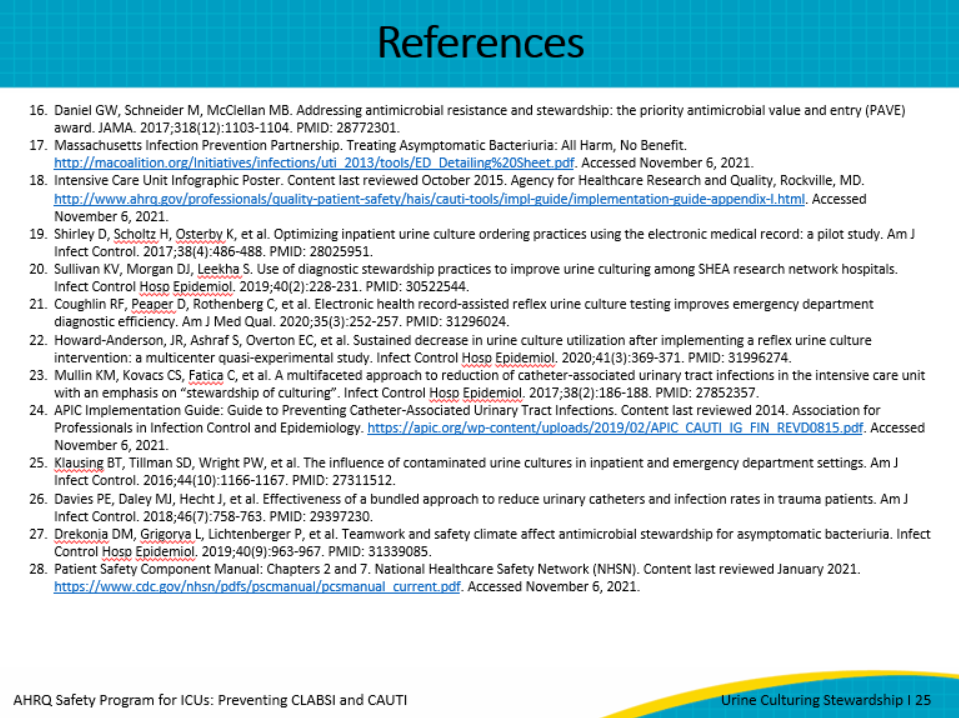 References
16. Daniel GW, Schneider M, McClellan MB. Addressing antimicrobial resistance and stewardship: the priority antimicrobial value and entry (PAVE)
award. JAMA. 2017;318(12):1103-1104. PMID: 28772301.
17. Massachusetts Infection Prevention Partnership. Treating Asymptomatic Bacteriuria: All Harm, No Benefit.
http://macoalition.org/Initiatives/infections/uti_2013/tools/ED_Detailing%20Sheet.pdf. Accessed November 6, 2021.
18. Intensive Care Unit Infographic Poster. Content last reviewed October 2015. Agency for Healthcare Research and Quality, Rockville, MD.
http://www.ahrq.gov/professionals/quality-patient-safety/hais/cauti-tools/impl-guide/implementation-guide-appendix-l.html. Accessed
November 6, 2021.
19. Shirley D, Scholtz H, Osterby K, et al. Optimizing inpatient urine culture ordering practices using the electronic medical record: a pilot study. Am J
Infect Control. 2017;38(4):486-488. PMID: 28025951.
20. Sullivan KV, Morgan DJ, Leekha S. Use of diagnostic stewardship practices to improve urine culturing among SHEA research network hospitals.
Infect Control Hosp Epidemiol. 2019;40(2):228-231. PMID: 30522544.
21. Coughlin RF, Peaper D, Rothenberg C, et al. Electronic health record-assisted reflex urine culture testing improves emergency department
diagnostic efficiency. Am J Med Qual. 2020;35(3):252-257. PMID: 31296024.
22. Howard-Anderson, JR, Ashraf S, Overton EC, et al. Sustained decrease in urine culture utilization after implementing a reflex urine culture
intervention: a multicenter quasi-experimental study. Infect Control Hosp Epidemiol. 2020;41(3):369-371. PMID: 31996274.
23. Mullin KM, Kovacs CS, Fatica C, et al. A multifaceted approach to reduction of catheter-associated urinary tract infections in the intensive care unit
with an emphasis on “stewardship of culturing”. Infect Control Hosp Epidemiol. 2017;38(2):186-188. PMID: 27852357.
24. APIC Implementation Guide: Guide to Preventing Catheter-Associated Urinary Tract Infections. Content last reviewed 2014. Association for
Professionals in Infection Control and Epidemiology. https://apic.org/wp-content/uploads/2019/02/APIC_CAUTI_IG_FIN_REVD0815.pdf. Accessed
November 6, 2021.
25. Klausing BT, Tillman SD, Wright PW, et al. The influence of contaminated urine cultures in inpatient and emergency department settings. Am J
Infect Control. 2016;44(10):1166-1167. PMID: 27311512.
26. Davies PE, Daley MJ, Hecht J, et al. Effectiveness of a bundled approach to reduce urinary catheters and infection rates in trauma patients. Am J
Infect Control. 2018;46(7):758-763. PMID: 29397230.
27. Drekonja DM, Grigorya L, Lichtenberger P, et al. Teamwork and safety climate affect antimicrobial stewardship for asymptomatic bacteriuria. Infect
Control Hosp Epidemiol. 2019;40(9):963-967. PMID: 31339085.
28. Patient Safety Component Manual: Chapters 2 and 7. National Healthcare Safety Network (NHSN). Content last reviewed January 2021.
https://www.cdc.gov/nhsn/pdfs/pscmanual/pcsmanual_current.pdf. Accessed November 6, 2021.
AHRQ Safety Program for ICUs: Preventing CLABSI and CAUTI
Urine Culturing Stewardship I 25